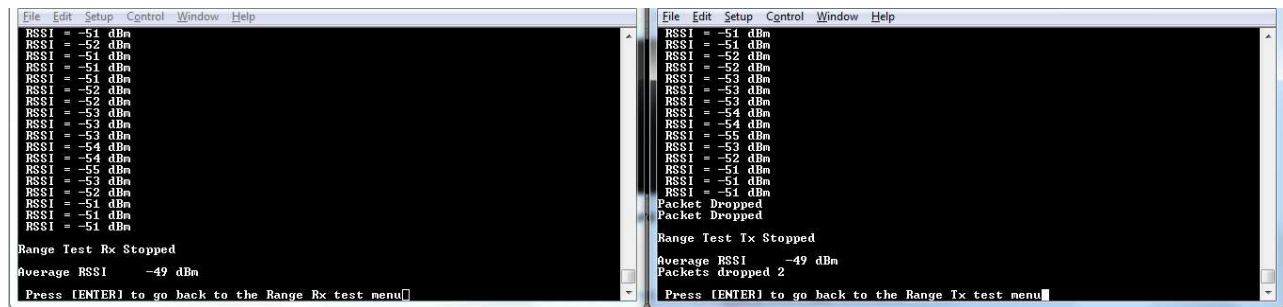 File Edit Setup Control Window Help
RSSI = -51 dBm
RSSI = -52 dBm
RSSI = -51 dBm
RSSI = -51 dBm
RSSI = -51 dBm
RSSI = -52 dBm
RSSI = -52 dBm
RSSI = -53 dBm
RSSI = -53 dBm
RSSI = -53 dBm
RSSI = -54 dBm
RSSI = -54 dBm
RSSI = -55 dBm
RSSI = -53 dBm
RSSI = -52 dBm
RSSI = -51 dBm
RSSI = -51 dBm
RSSI = -51 dBm
Range Test Rx Stopped
Average RSSI -49 dBm
Press [ENTER] to go back to the Range Rx test menu
File Edit Setup Control Window Help
RSSI = -51 dBm
RSSI = -51 dBm
RSSI = -52 dBm
RSSI = -52 dBm
RSSI = -53 dBm
RSSI = -53 dBm
RSSI = -53 dBm
RSSI = -54 dBm
RSSI = -54 dBm
RSSI = -55 dBm
RSSI = -53 dBm
RSSI = -52 dBm
RSSI = -51 dBm
RSSI = -51 dBm
RSSI = -51 dBm
Packet Dropped
Packet Dropped
Range Test Tx Stopped
Average RSSI -49 dBm
Packets dropped 2
Press [ENTER] to go back to the Range Tx test menu